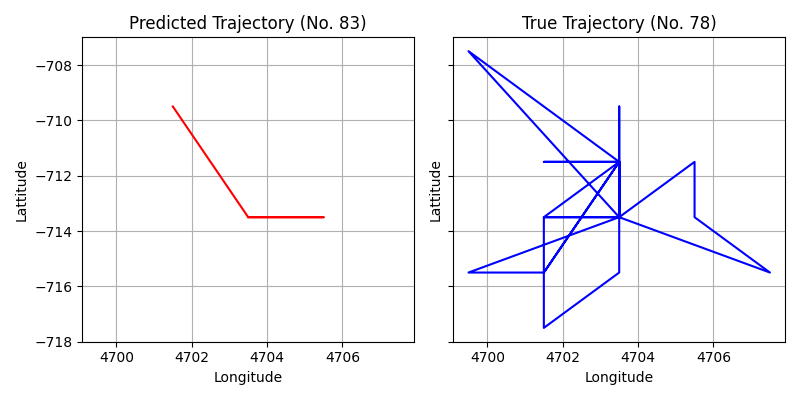 Predicted Trajectory (No. 83)
True Trajectory (No. 78)
Lattitude
−708
−710
−712
−714
−716
−718
4700
4702
4704
4706
Longitude
Lattitude
4700
4702
4704
4706
Longitude